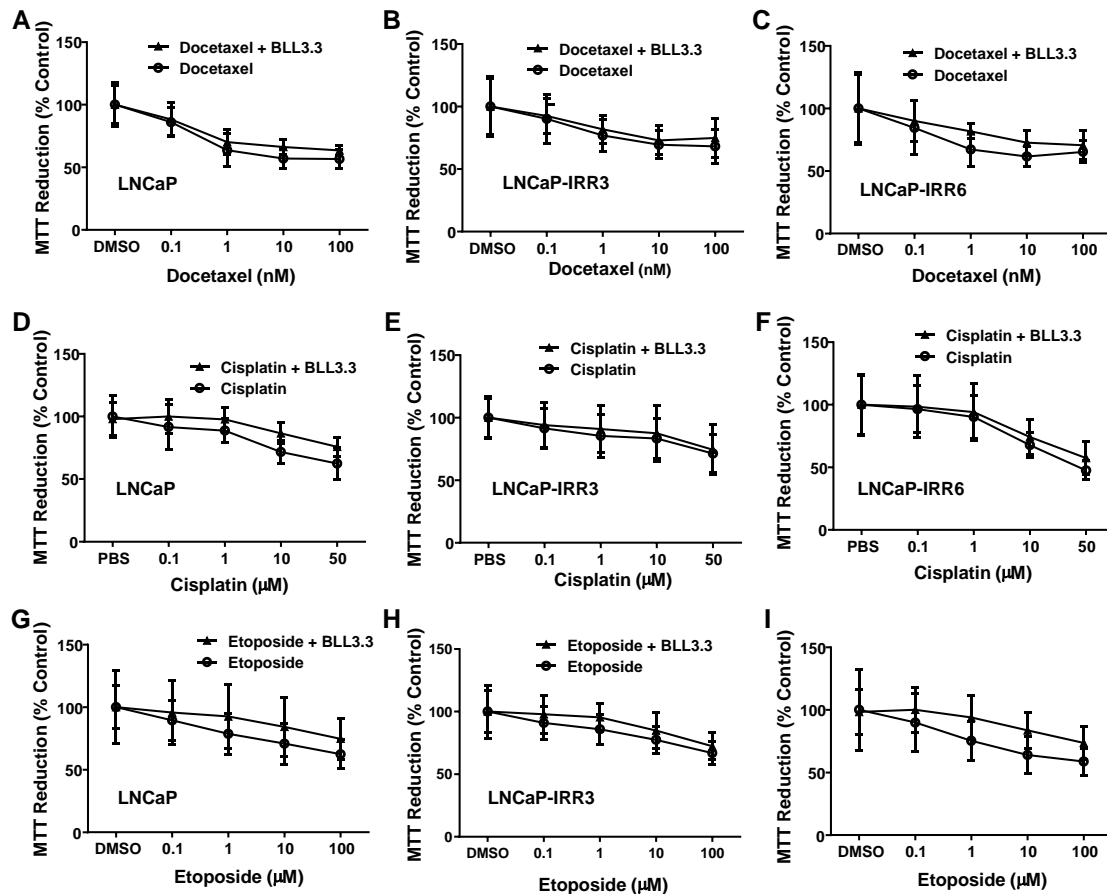 A
MTT Reduction (% Control)
150
100
50
0
Docetaxel + BLL3.3
Docetaxel
LNCaP
DMSO 0.1 1 10 100
Docetaxel (nM)
B
MTT Reduction (% Control)
150
100
50
0
Docetaxel + BLL3.3
Docetaxel
LNCaP-IRR3
DMSO 0.1 1 10 100
Docetaxel (nM)
C
MTT Reduction (% Control)
150
100
50
0
Docetaxel + BLL3.3
Docetaxel
LNCaP-IRR6
DMSO 0.1 1 10 100
Docetaxel (nM)
D
MTT Reduction (% Control)
150
100
50
0
Cisplatin + BLL3.3
Cisplatin
LNCaP
PBS 0.1 1 10 50
Cisplatin (μM)
E
MTT Reduction (% Control)
150
100
50
0
Cisplatin + BLL3.3
Cisplatin
LNCaP-IRR3
PBS 0.1 1 10 50
Cisplatin (μM)
F
MTT Reduction (% Control)
150
100
50
0
Cisplatin + BLL3.3
Cisplatin
LNCaP-IRR6
PBS 0.1 1 10 50
Cisplatin (μM)
G
MTT Reduction (% Control)
150
100
50
0
Etoposide + BLL3.3
Etoposide
LNCaP
DMSO 0.1 1 10 100
Etoposide (μM)
H
MTT Reduction (% Control)
150
100
50
0
Etoposide + BLL3.3
Etoposide
LNCaP-IRR3
DMSO 0.1 1 10 100
Etoposide (μM)
I
MTT Reduction (% Control)
150
100
50
0
DMSO 0.1 1 10 100
Etoposide (μM)